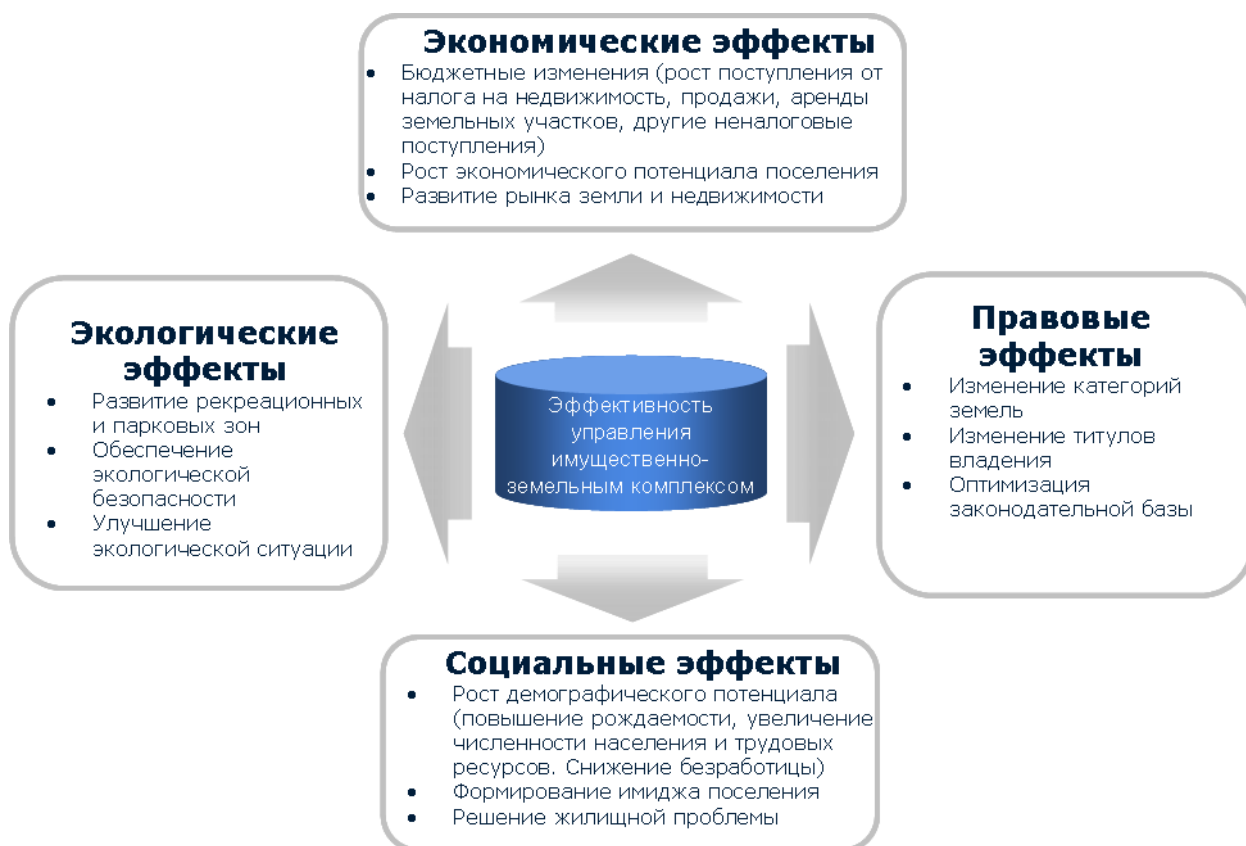 Экономические эффекты
• Бюджетные изменения (рост поступления от
налога на недвижимость, продажи, аренды
земельных участков, другие неналоговые
поступления)
• Рост экономического потенциала поселения
• Развитие рынка земли и недвижимости
Экологические
эффекты
• Развитие рекреационных
и парковых зон
• Обеспечение
экологической
безопасности
• Улучшение
экологической ситуации
Эффективность
управления
имущественно-
земельным комплексом
Правовые
эффекты
• Изменение категорий
земель
• Изменение титулов
владения
• Оптимизация
законодательной базы
Социальные эффекты
• Рост демографического потенциала
(повышение рождаемости, увеличение
численности населения и трудовых
ресурсов. Снижение безработицы)
• Формирование имиджа поселения
• Решение жилищной проблемы